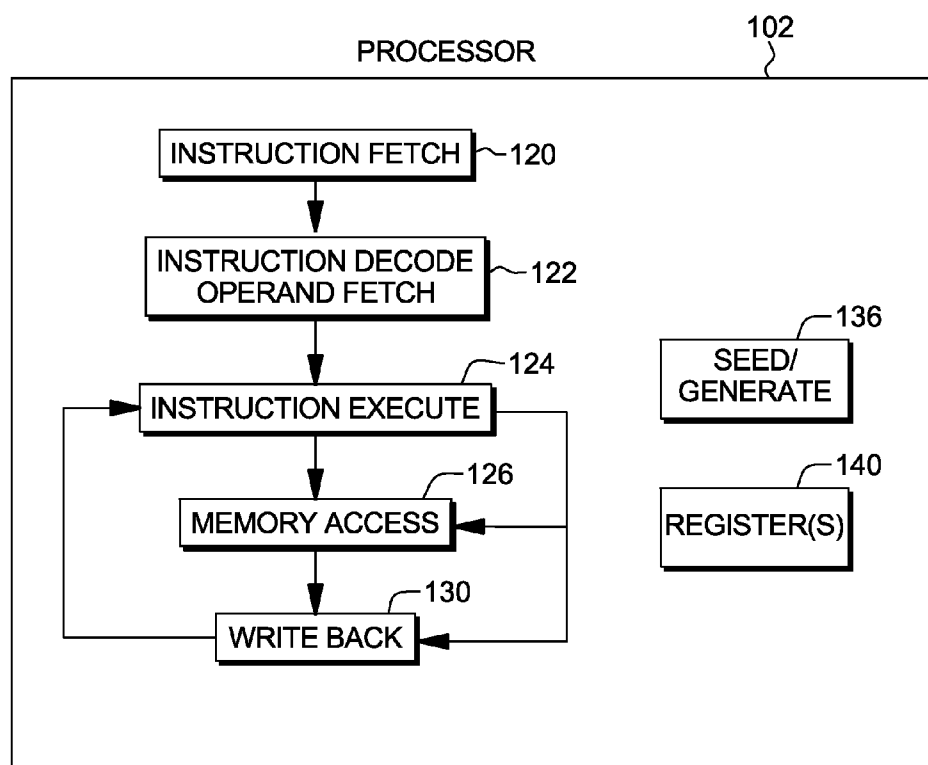 PROCESSOR
102
INSTRUCTION FETCH
120
INSTRUCTION DECODE
OPERAND FETCH
122
136
SEED/
GENERATE
124
INSTRUCTION EXECUTE
126
MEMORY ACCESS
140
REGISTER(S)
130
WRITE BACK